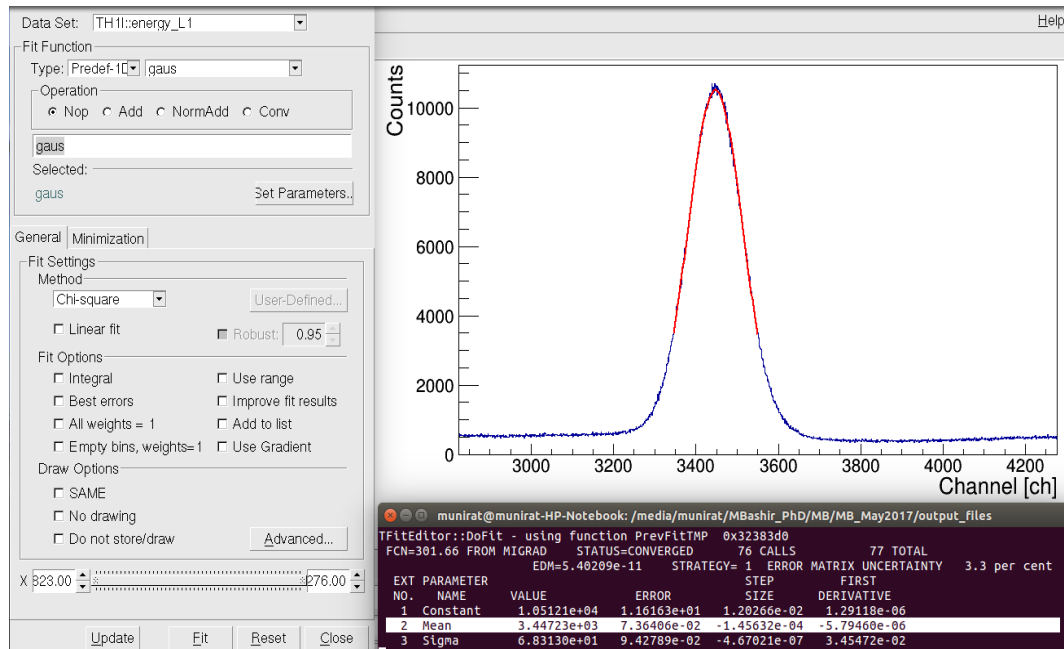 Data Set: TH1I::energy_L1
Fit Function
Type: Predef-1D gaus
Operation
Nop Add NormAdd Conv
gaus
Selected:
gaus Set Parameters..
General Minimization
Fit Settings
Method
Chi-square User-Defined...
Linear fit Robust: 0.95
Fit Options
Integral Use range
Best errors Improve fit results
All weights = 1 Add to list
Empty bins, weights=1 Use Gradient
Draw Options
SAME
No drawing
Do not store/draw Advanced...
X 823.00 276.00
Update Fit Reset Close
Help
Counts
10000
8000
6000
4000
2000
0
3000 3200 3400 3600 3800 4000 4200
Channel [ch]
munirat@munirat-HP-Notebook: /media/munirat/MBashir_PhD/MB/MB_May2017/output_files
TFitEditor::DoFit - using function PrevFitTMP 0x32383d0
FCN=301.66 FROM MIGRAD STATUS=CONVERGED 76 CALLS 77 TOTAL
EDM=5.40209e-11 STRATEGY= 1 ERROR MATRIX UNCERTAINTY 3.3 per cent
EXT PARAMETER STEP FIRST
NO. NAME VALUE ERROR SIZE DERIVATIVE
1 Constant 1.05121e+04 1.16163e+01 1.20266e-02 1.29118e-06
2 Mean 3.44723e+03 7.36406e-02 -1.45632e-04 -5.79460e-06
3 Sigma 6.83130e+01 9.42789e-02 -4.67021e-07 3.45472e-02